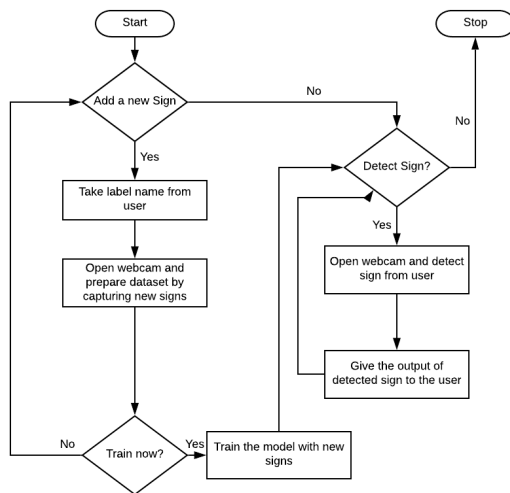 Start
Stop
Add a new Sign
No
Yes
Detect Sign?
No
Take label name from
user
Yes
Open webcam and
prepare dataset by
capturing new signs
Open webcam and detect
sign from user
Give the output of
detected sign to the user
Train now?
No
Yes
Train the model with new
signs